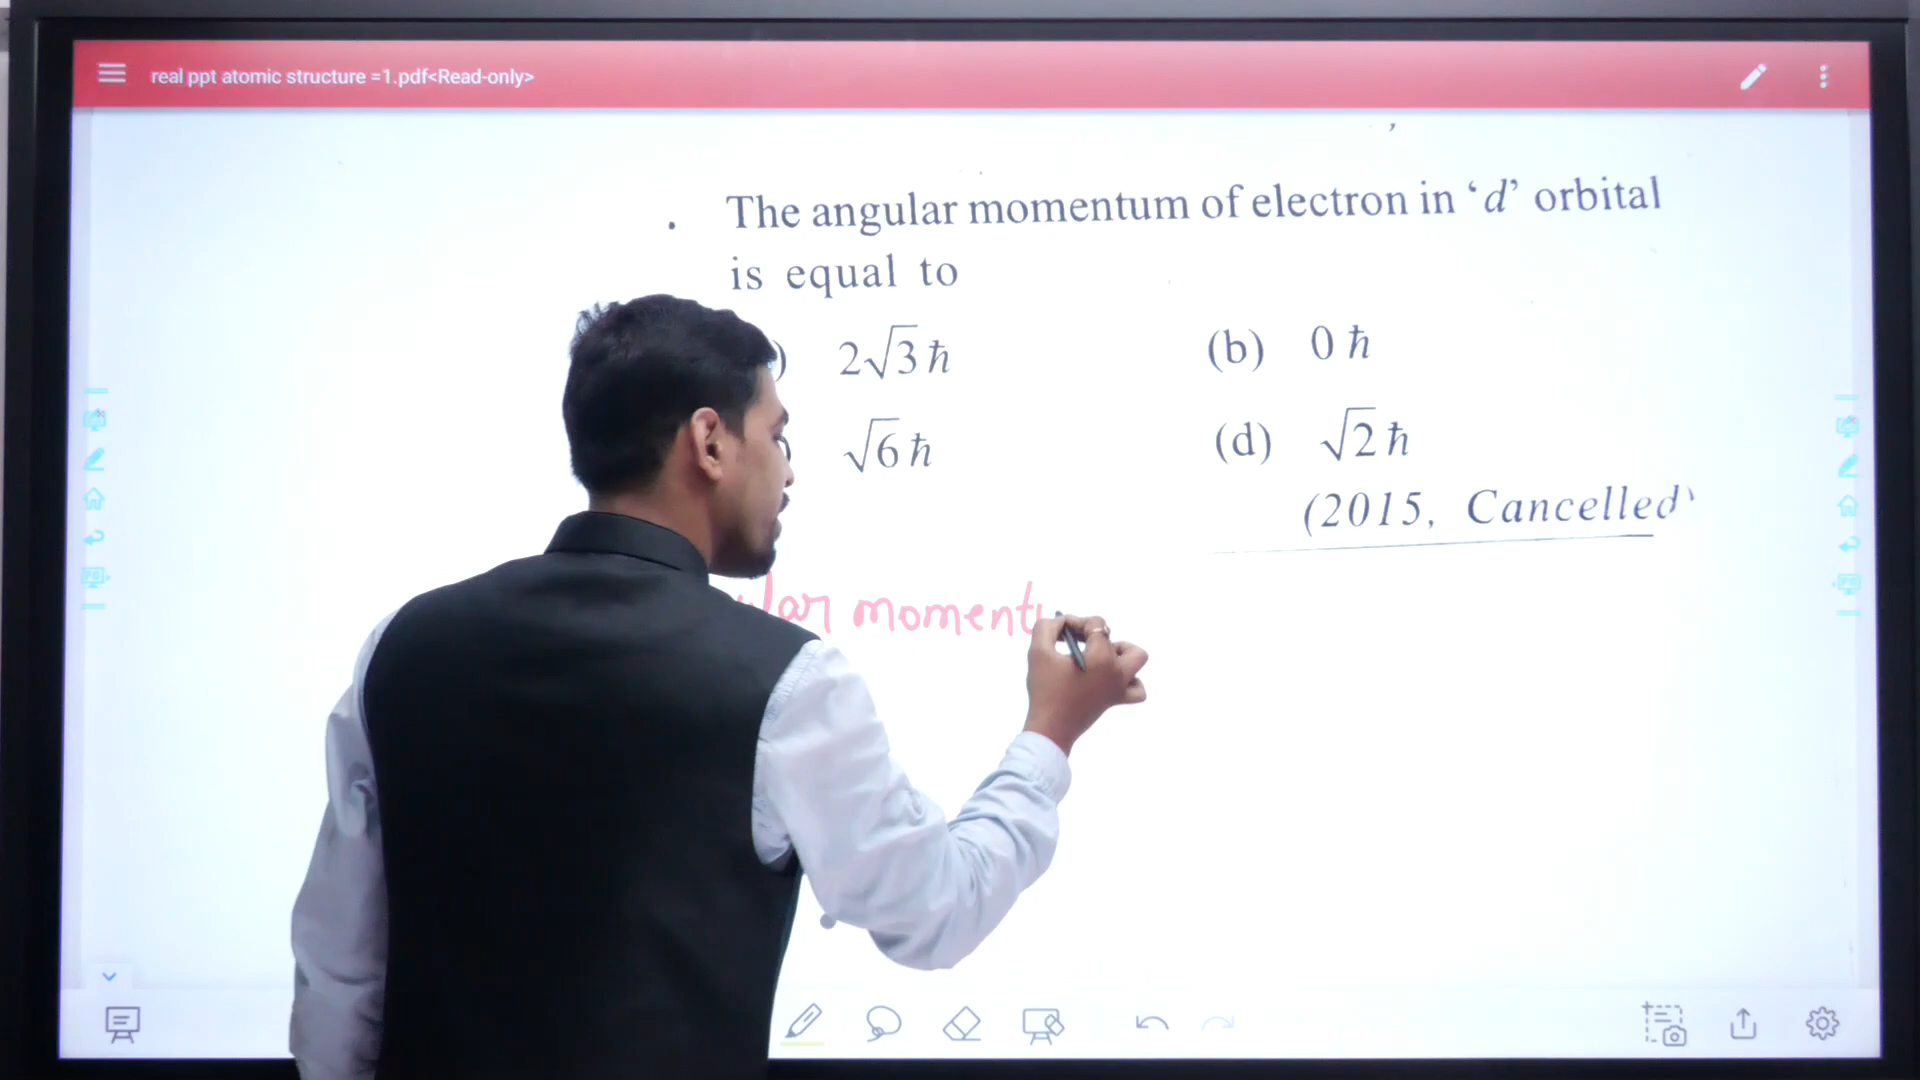 real ppt atomic structure =1.pdf<Read-only>
. The angular momentum of electron in ‘d’ orbital
is equal to
) 2√3 ħ (b) 0 ħ
) √6 ħ (d) √2 ħ
(2015, Cancelled)
momentu